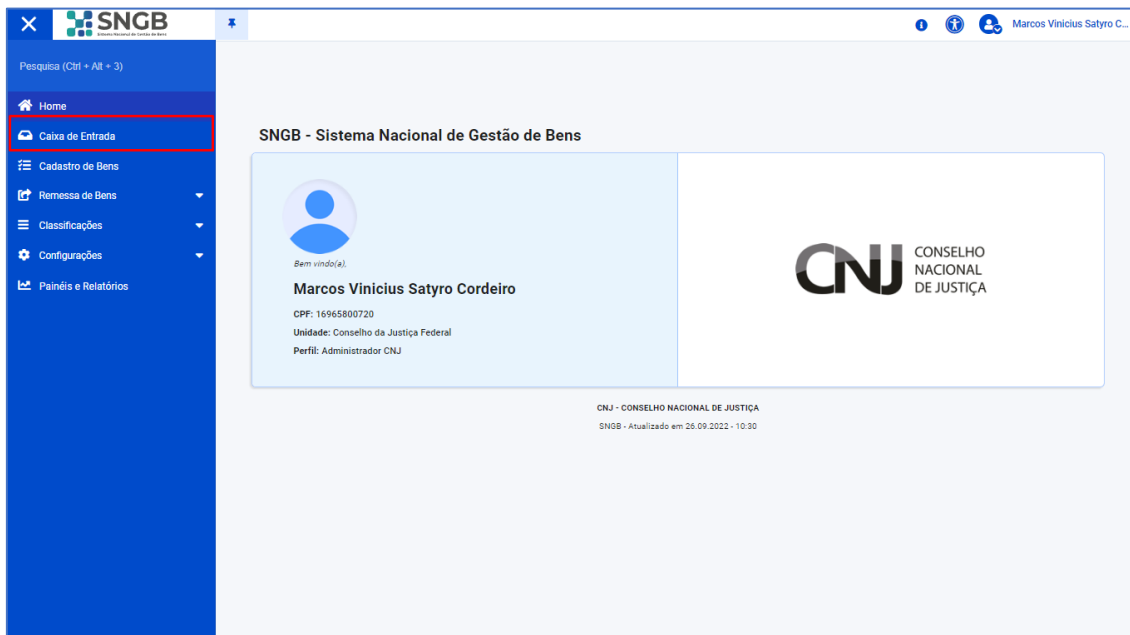 SNGB
Sistema Nacional de Gestão de Bens
Marcos Vinicius Satyro C...
Pesquisa (Ctrl + Alt + 3)
Home
Caixa de Entrada
Cadastro de Bens
Remessa de Bens
Classificações
Configurações
Painéis e Relatórios
SNGB - Sistema Nacional de Gestão de Bens
Bem vindo(a),
Marcos Vinicius Satyro Cordeiro
CPF: 16965800720
Unidade: Conselho da Justiça Federal
Perfil: Administrador CNJ
CNJ
CONSELHO
NACIONAL
DE JUSTIÇA
CNJ - CONSELHO NACIONAL DE JUSTIÇA
SNGB - Atualizado em 26.09.2022 - 10:30